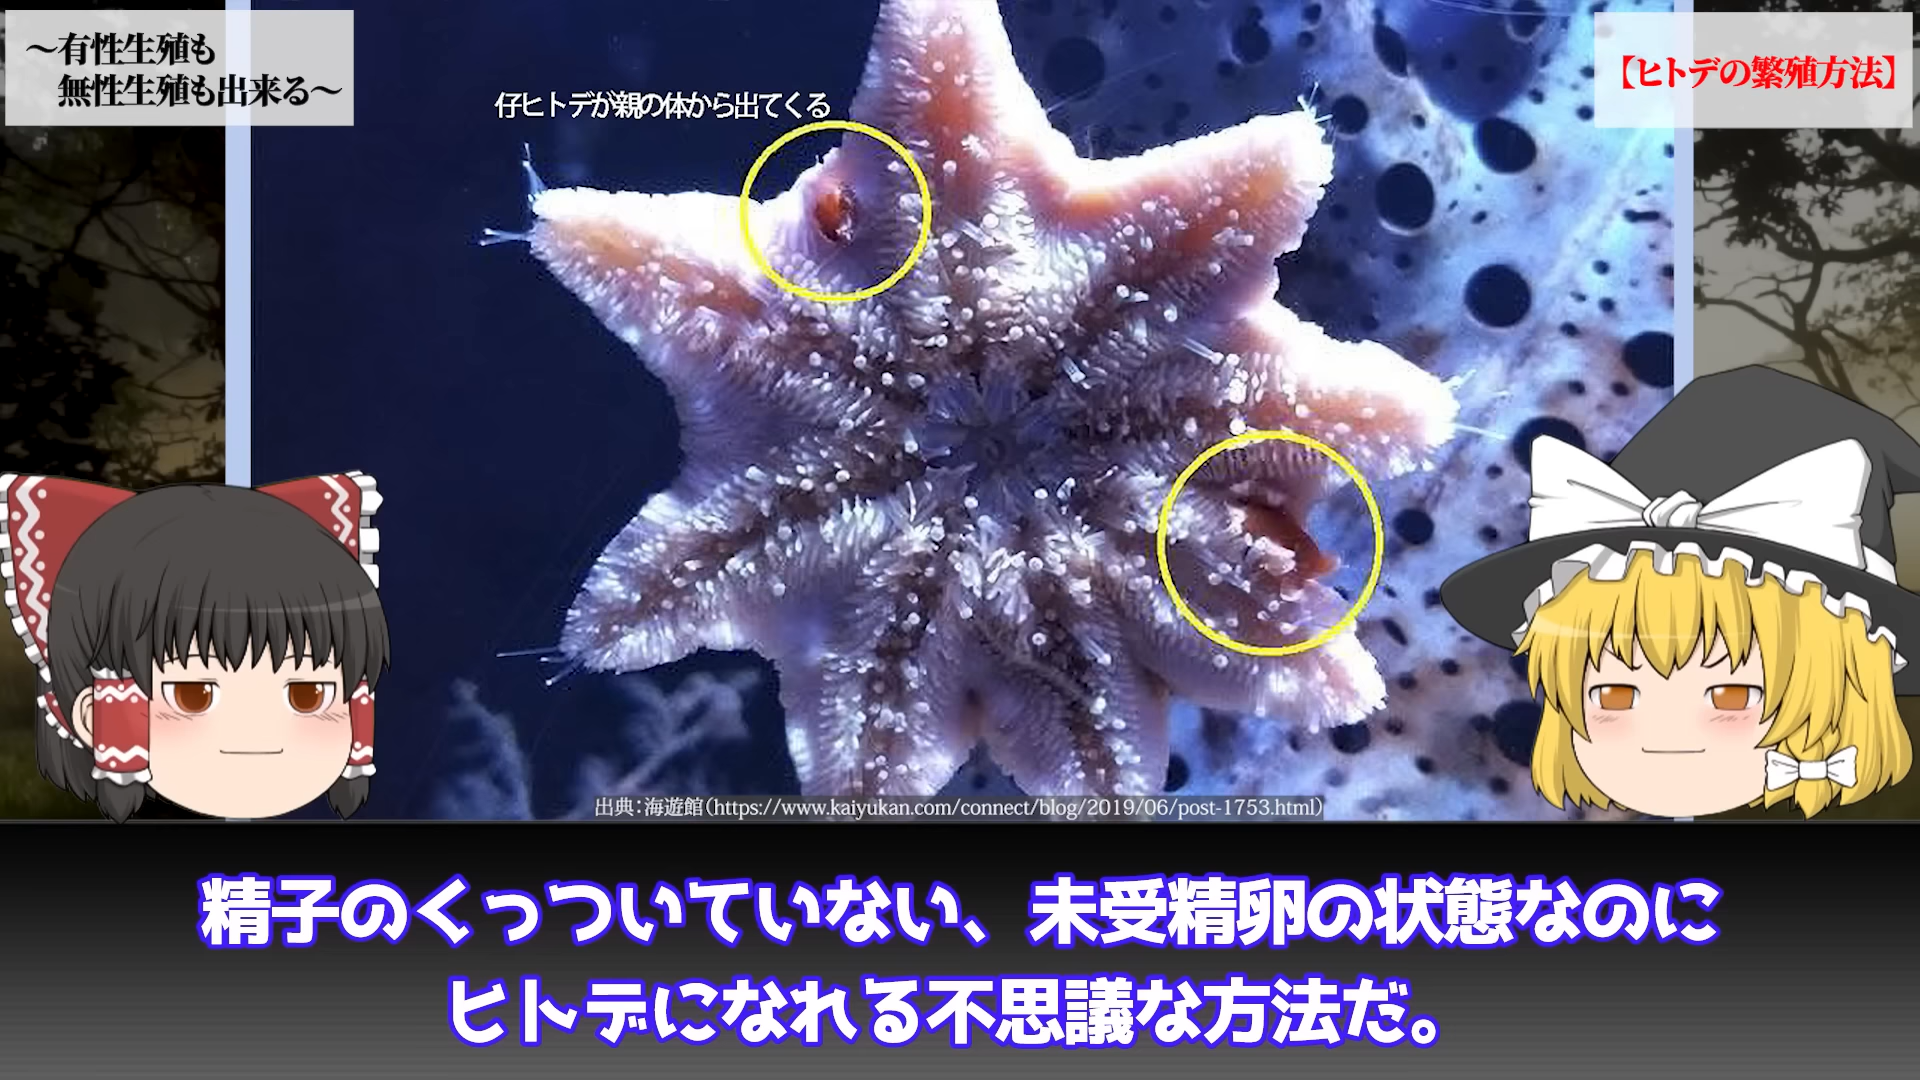 ～有性生殖も
無性生殖も出来る～
【ヒトデの繁殖方法】
仔ヒトデが親の体から出てくる
出典：海遊館（https://www.kaiyukan.com/connect/blog/2019/06/post-1753.html）
精子のくっついていない、未受精卵の状態なのに
ヒトデになれる不思議な方法だ。